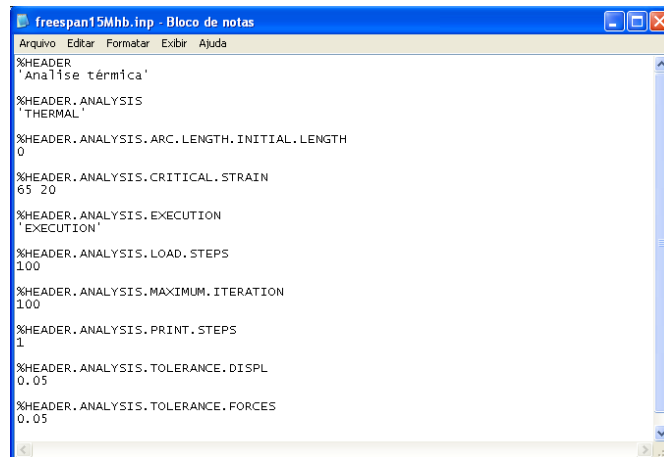 freespan15Mhb.inp - Bloco de notas
Arquivo Editar Formatar Exibir Ajuda
%HEADER
'Analise térmica'
%HEADER.ANALYSIS
'THERMAL'
%HEADER.ANALYSIS.ARC.LENGTH.INITIAL.LENGTH
0
%HEADER.ANALYSIS.CRITICAL.STRAIN
65 20
%HEADER.ANALYSIS.EXECUTION
'EXECUTION'
%HEADER.ANALYSIS.LOAD.STEPS
100
%HEADER.ANALYSIS.MAXIMUM.ITERATION
100
%HEADER.ANALYSIS.PRINT.STEPS
1
%HEADER.ANALYSIS.TOLERANCE.DISPL
0.05
%HEADER.ANALYSIS.TOLERANCE.FORCES
0.05